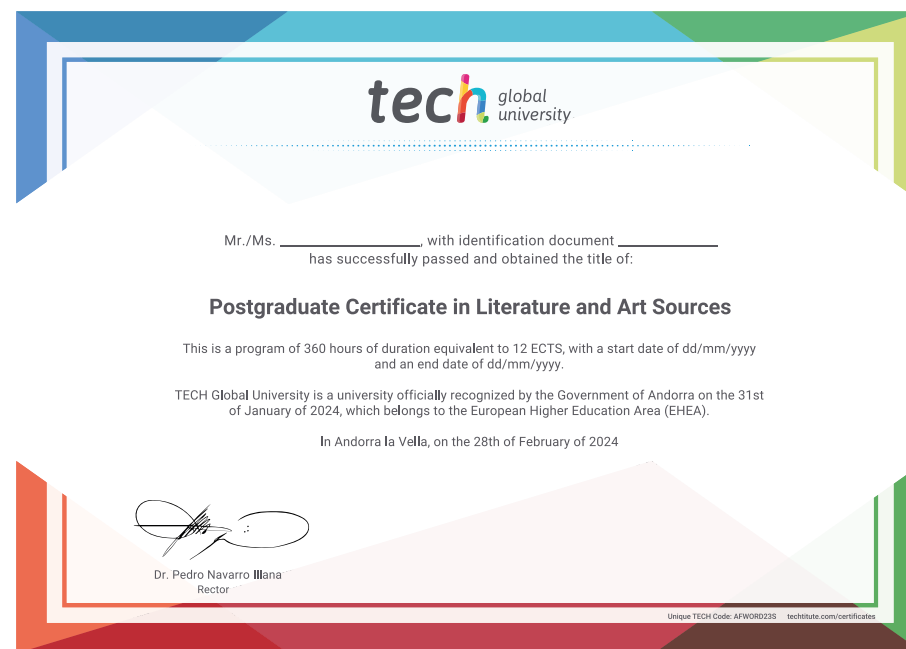 tech global
university
Mr./Ms. ____________, with identification document ____________
has successfully passed and obtained the title of:
Postgraduate Certificate in Literature and Art Sources
This is a program of 360 hours of duration equivalent to 12 ECTS, with a start date of dd/mm/yyyy
and an end date of dd/mm/yyyy.
TECH Global University is a university officially recognized by the Government of Andorra on the 31st
of January of 2024, which belongs to the European Higher Education Area (EHEA).
In Andorra la Vella, on the 28th of February of 2024
Dr. Pedro Navarro Illana
Rector
Unique TECH Code: AFWORD23S techtitute.com/certificates